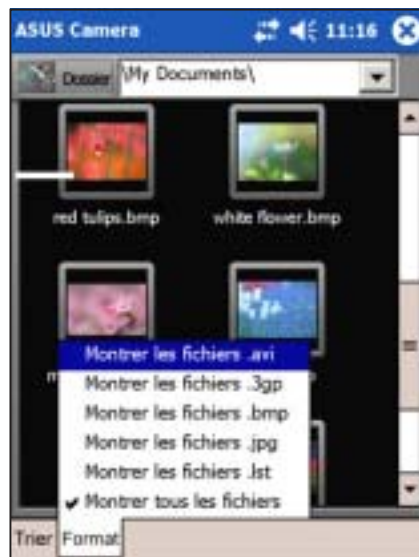 ASUS Camera 11:16
Dossier \My Documents\
red tulips.bmp white flower.bmp
Montrer les fichiers .avi
Montrer les fichiers .3gp
Montrer les fichiers .bmp
Montrer les fichiers .jpg
Montrer les fichiers .lst
Montrer tous les fichiers
Trier Format